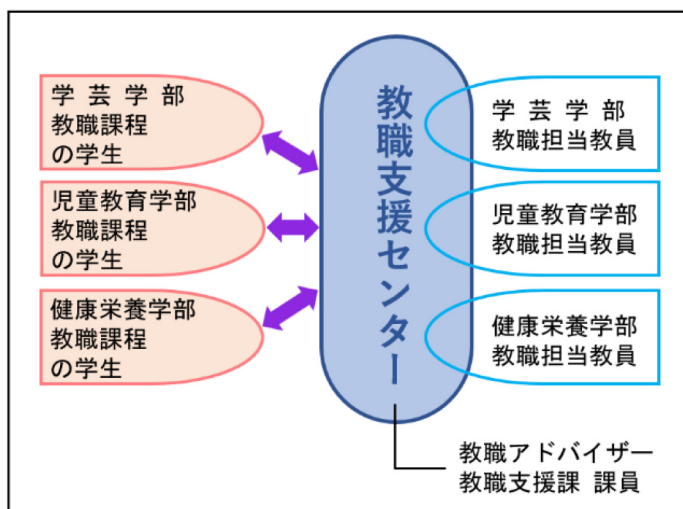 学 芸 学 部
教職課程
の学生
児童教育学部
教職課程
の学生
健康栄養学部
教職課程
の学生
教職支援センター
学 芸 学 部
教職担当教員
児童教育学部
教職担当教員
健康栄養学部
教職担当教員
教職アドバイザー
教職支援課 課員